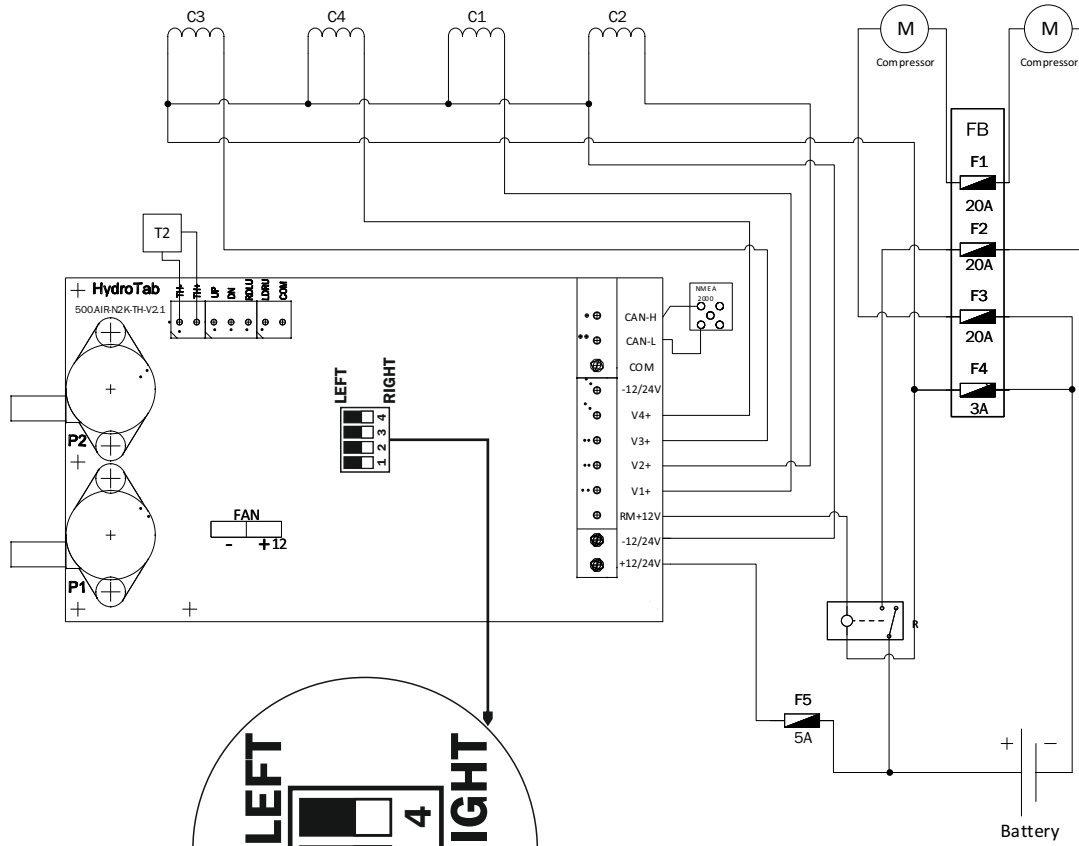 C3
C4
C1
C2
M
Compressor
M
Compressor
FB
F1
20A
F2
20A
F3
20A
F4
3A
T2
HydroTab
500AIR-N2K-TH-V2.1
TH-
TH+
UP
DN
RDLU
LDRU
COM
NMEA
2000
CAN-H
CAN-L
COM
-12/24V
V4+
V3+
V2+
V1+
RM+12V
-12/24V
+12/24V
LEFT
RIGHT
4
3
2
1
P2
P1
FAN
- +12
R
F5
5A
+ -
Battery
LEFT
IGHT
4